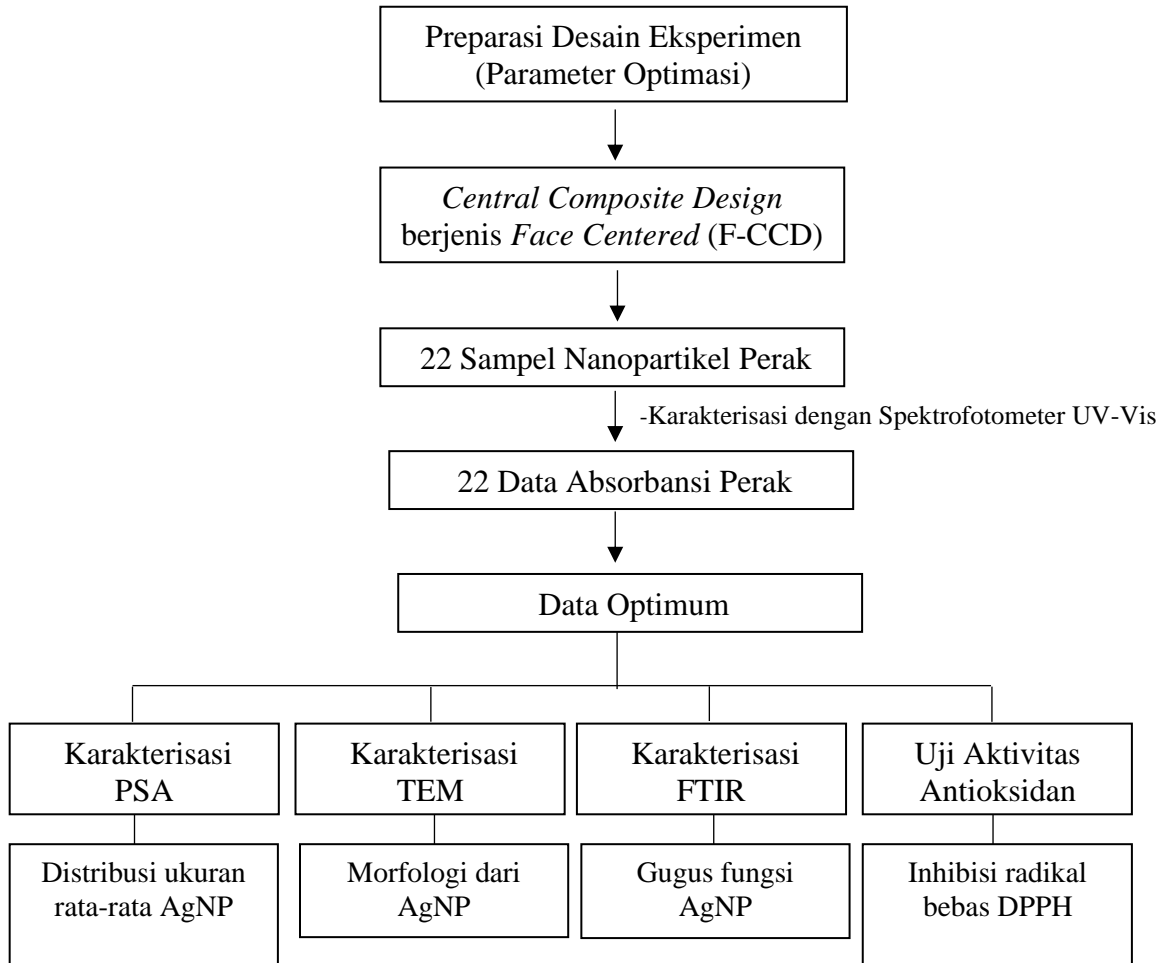 Preparasi Desain Eksperimen
(Parameter Optimasi)
Central Composite Design
berjenis Face Centered (F-CCD)
22 Sampel Nanopartikel Perak
-Karakterisasi dengan Spektrofotometer UV-Vis
22 Data Absorbansi Perak
Data Optimum
Karakterisasi
PSA
Karakterisasi
TEM
Karakterisasi
FTIR
Uji Aktivitas
Antioksidan
Distribusi ukuran
rata-rata AgNP
Morfologi dari
AgNP
Gugus fungsi
AgNP
Inhibisi radikal
bebas DPPH